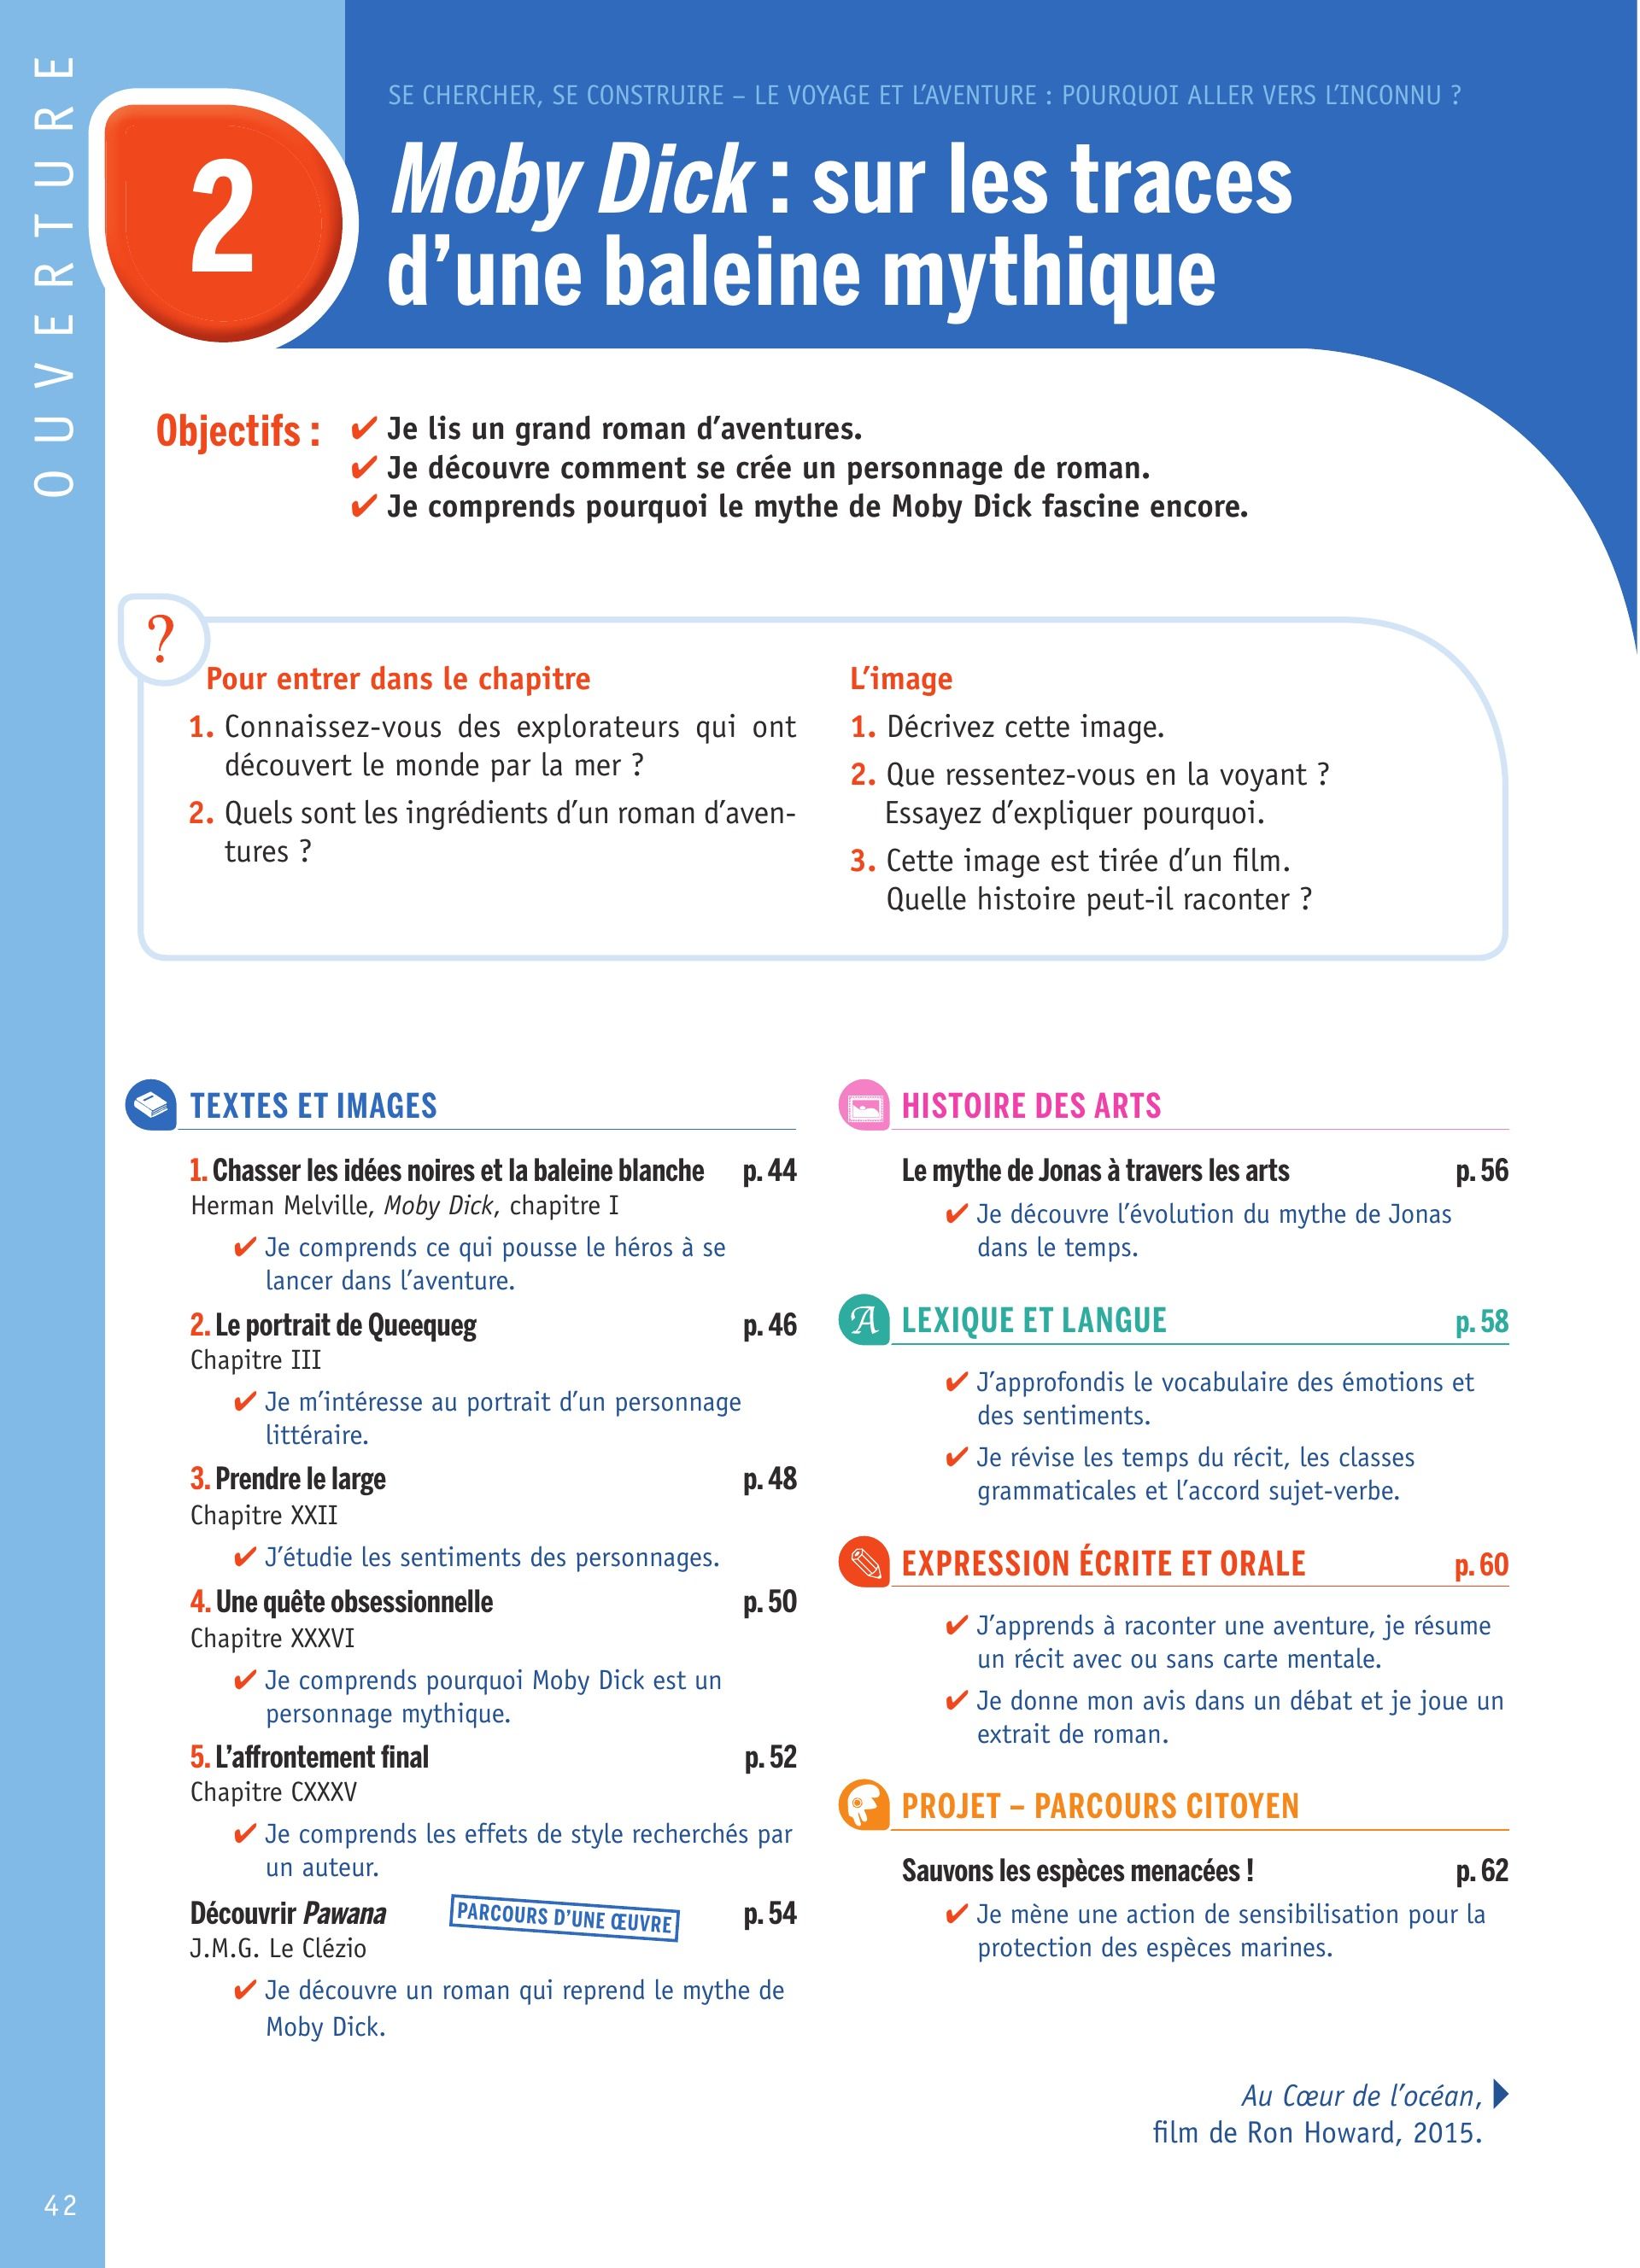 OUVERTURE
2
SE CHERCHER, SE CONSTRUIRE – LE VOYAGE ET L'AVENTURE : POURQUOI ALLER VERS L'INCONNU ?
Moby Dick : sur les traces
d'une baleine mythique
Objectifs :
✔ Je lis un grand roman d'aventures.
✔ Je découvre comment se crée un personnage de roman.
✔ Je comprends pourquoi le mythe de Moby Dick fascine encore.
?
Pour entrer dans le chapitre
1. Connaissez-vous des explorateurs qui ont
découvert le monde par la mer ?
2. Quels sont les ingrédients d'un roman d'aven-
tures ?
L'image
1. Décrivez cette image.
2. Que ressentez-vous en la voyant ?
Essayez d'expliquer pourquoi.
3. Cette image est tirée d'un film.
Quelle histoire peut-il raconter ?
TEXTES ET IMAGES
1. Chasser les idées noires et la baleine blanche p. 44
Herman Melville, Moby Dick, chapitre I
✔ Je comprends ce qui pousse le héros à se
lancer dans l'aventure.
2. Le portrait de Queequeg p. 46
Chapitre III
✔ Je m'intéresse au portrait d'un personnage
littéraire.
3. Prendre le large p. 48
Chapitre XXII
✔ J'étudie les sentiments des personnages.
4. Une quête obsessionnelle p. 50
Chapitre XXXVI
✔ Je comprends pourquoi Moby Dick est un
personnage mythique.
5. L'affrontement final p. 52
Chapitre CXXXV
✔ Je comprends les effets de style recherchés par
un auteur.
Découvrir Pawana PARCOURS D'UNE ŒUVRE p. 54
J.M.G. Le Clézio
✔ Je découvre un roman qui reprend le mythe de
Moby Dick.
HISTOIRE DES ARTS
Le mythe de Jonas à travers les arts p. 56
✔ Je découvre l'évolution du mythe de Jonas
dans le temps.
A LEXIQUE ET LANGUE p. 58
✔ J'approfondis le vocabulaire des émotions et
des sentiments.
✔ Je révise les temps du récit, les classes
grammaticales et l'accord sujet-verbe.
EXPRESSION ÉCRITE ET ORALE p. 60
✔ J'apprends à raconter une aventure, je résume
un récit avec ou sans carte mentale.
✔ Je donne mon avis dans un débat et je joue un
extrait de roman.
PROJET – PARCOURS CITOYEN
Sauvons les espèces menacées ! p. 62
✔ Je mène une action de sensibilisation pour la
protection des espèces marines.
Au Cœur de l'océan,
film de Ron Howard, 2015.
42